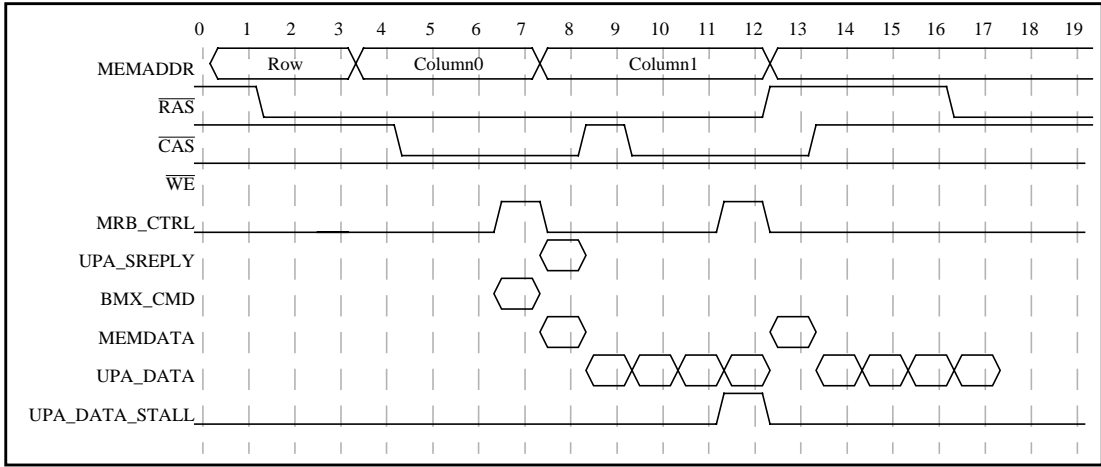 0 1 2 3 4 5 6 7 8 9 10 11 12 13 14 15 16 17 18 19
MEMADDR Row Column0 Column1
RAS
CAS
WE
MRB_CTRL
UPA_SREPLY
BMX_CMD
MEMDATA
UPA_DATA
UPA_DATA_STALL